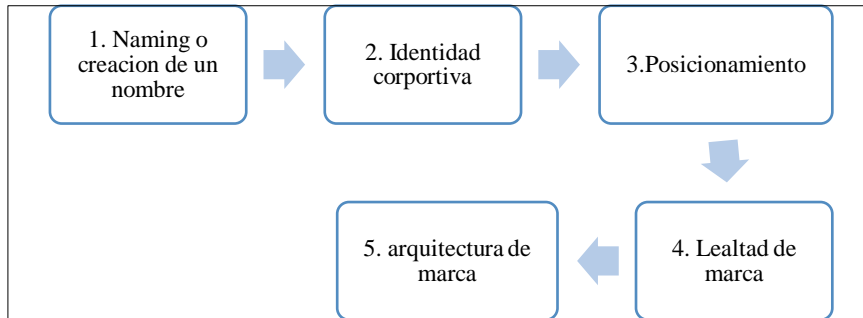 1. Naming o
creacion de un
nombre
2. Identidad
corportiva
3.Posicionamiento
4. Lealtad de
marca
5. arquitectura de
marca